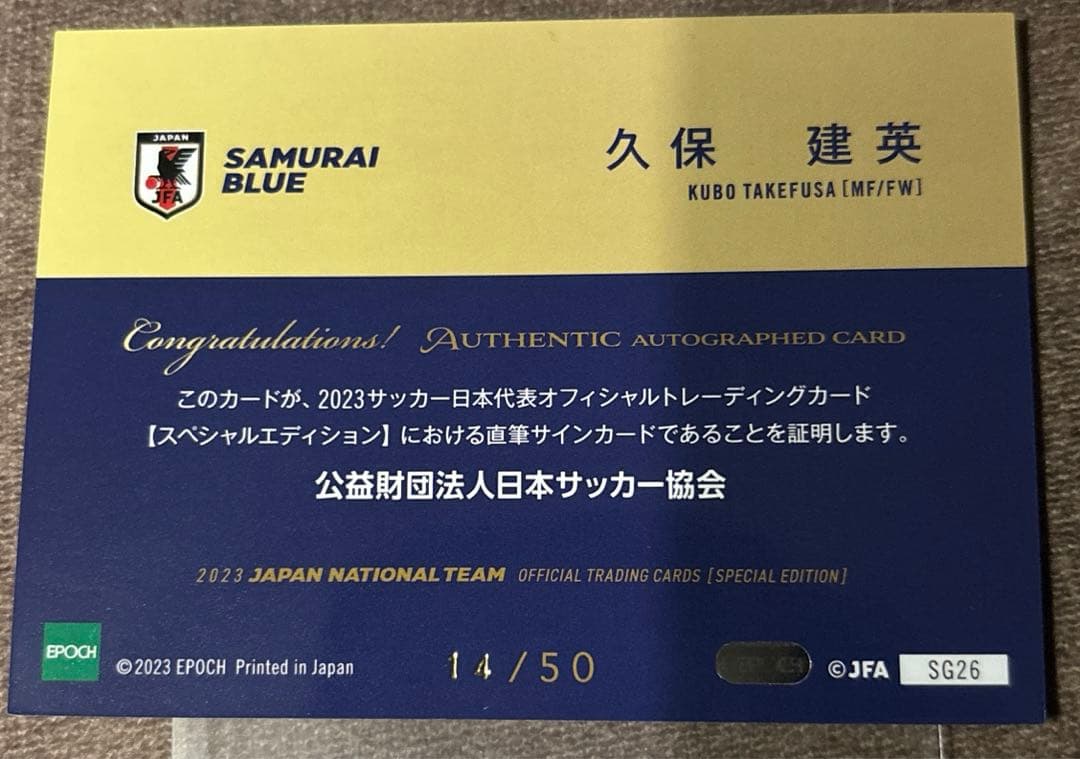 JAPAN
JFA
SAMURAI
BLUE
久保 建英
KUBO TAKEFUSA [MF/FW]
Congratulations! AUTHENTIC AUTOGRAPHED CARD
このカードが、2023サッカー日本代表オフィシャルトレーディングカード
【スペシャルエディション】における直筆サインカードであることを証明します。
公益財団法人日本サッカー協会
2023 JAPAN NATIONAL TEAM OFFICIAL TRADING CARDS [SPECIAL EDITION]
EPOCH
©2023 EPOCH Printed in Japan
14/50
EPOCH
©JFA
SG26